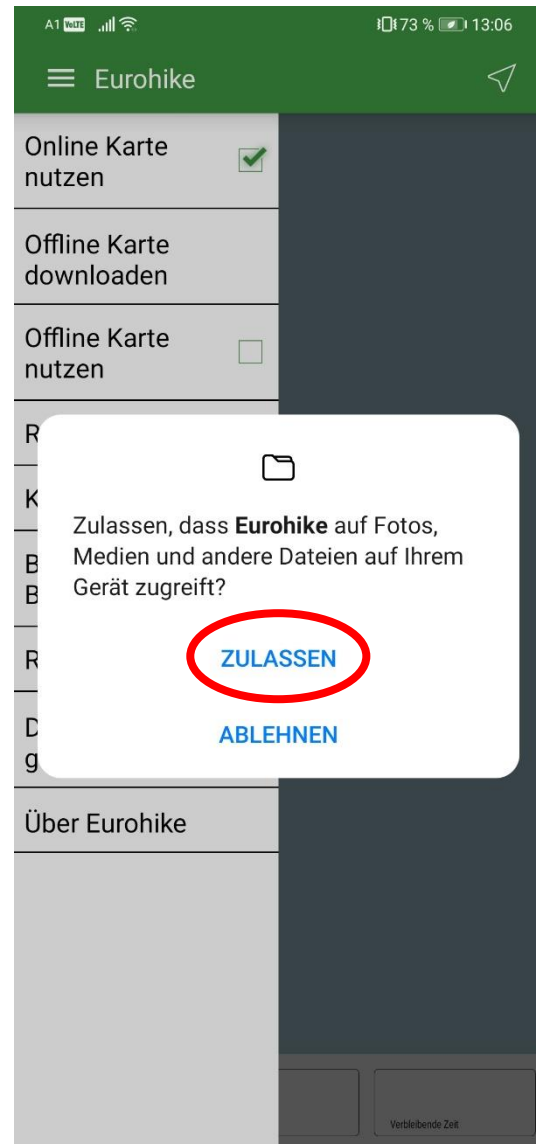 A1 VoLTE 73 % 13:06
Eurohike
Online Karte
nutzen
Offline Karte
downloaden
Offline Karte
nutzen
R
K
B
B
R
D
g
Zulassen, dass Eurohike auf Fotos,
Medien und andere Dateien auf Ihrem
Gerät zugreift?
ZULASSEN
ABLEHNEN
Über Eurohike
Verbleibende Zeit